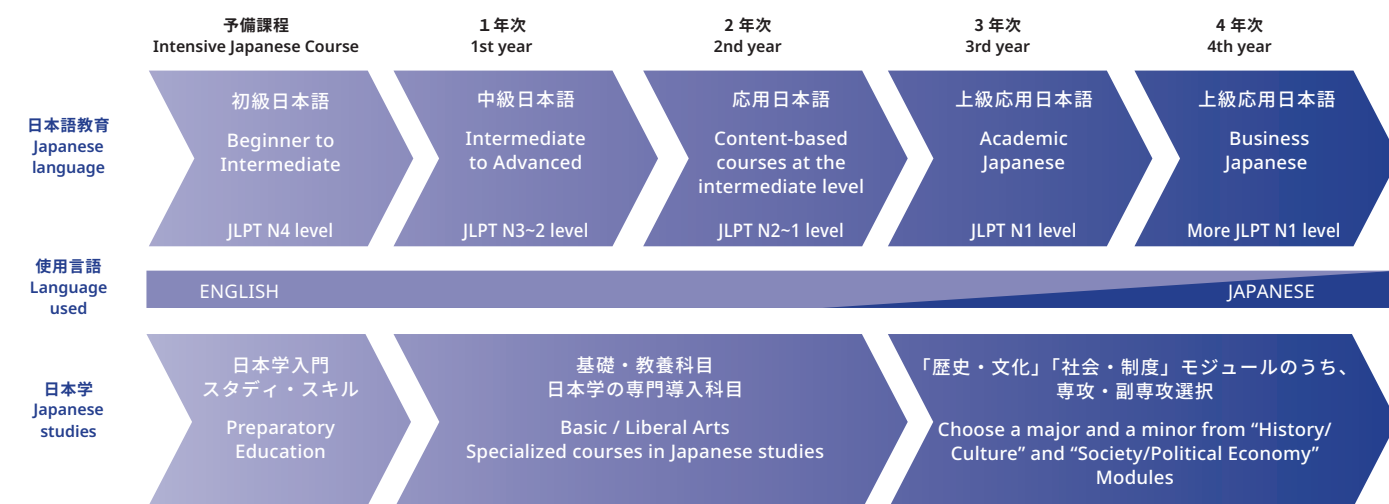 予備課程
Intensive Japanese Course
1年次
1st year
2 年次
2nd year
3 年次
3rd year
4 年次
4th year
日本語教育
Japanese
language
初級日本語
Beginner to
Intermediate
JLPT N4 level
中級日本語
Intermediate
to Advanced
JLPT N3~2 level
応用日本語
Content-based
courses at the
intermediate level
JLPT N2~1 level
上級応用日本語
Academic
Japanese
JLPT N1 level
上級応用日本語
Business
Japanese
More JLPT N1 level
使用言語
Language
used
ENGLISH
JAPANESE
日本学
Japanese
studies
日本学入門
スタディ・スキル
Preparatory
Education
基礎・教養科目
日本学の専門導入科目
Basic / Liberal Arts
Specialized courses in Japanese studies
「歴史・文化」「社会・制度」モジュールのうち、
専攻・副専攻選択
Choose a major and a minor from “History/
Culture” and “Society/Political Economy”
Modules